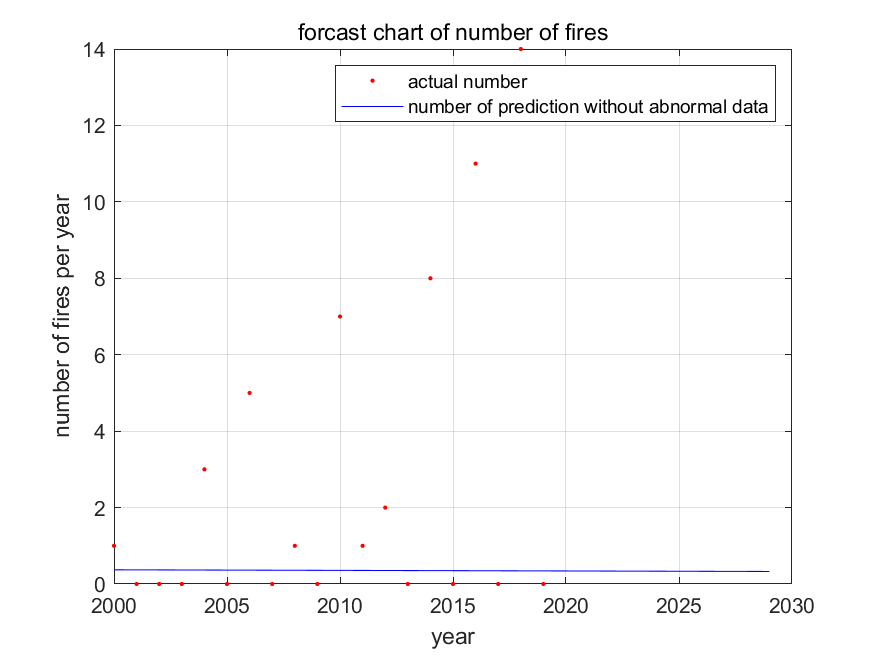 forcast chart of number of fires
actual number
number of prediction without abnormal data
number of fires per year
14
12
10
8
6
4
2
0
2000 2005 2010 2015 2020 2025 2030
year